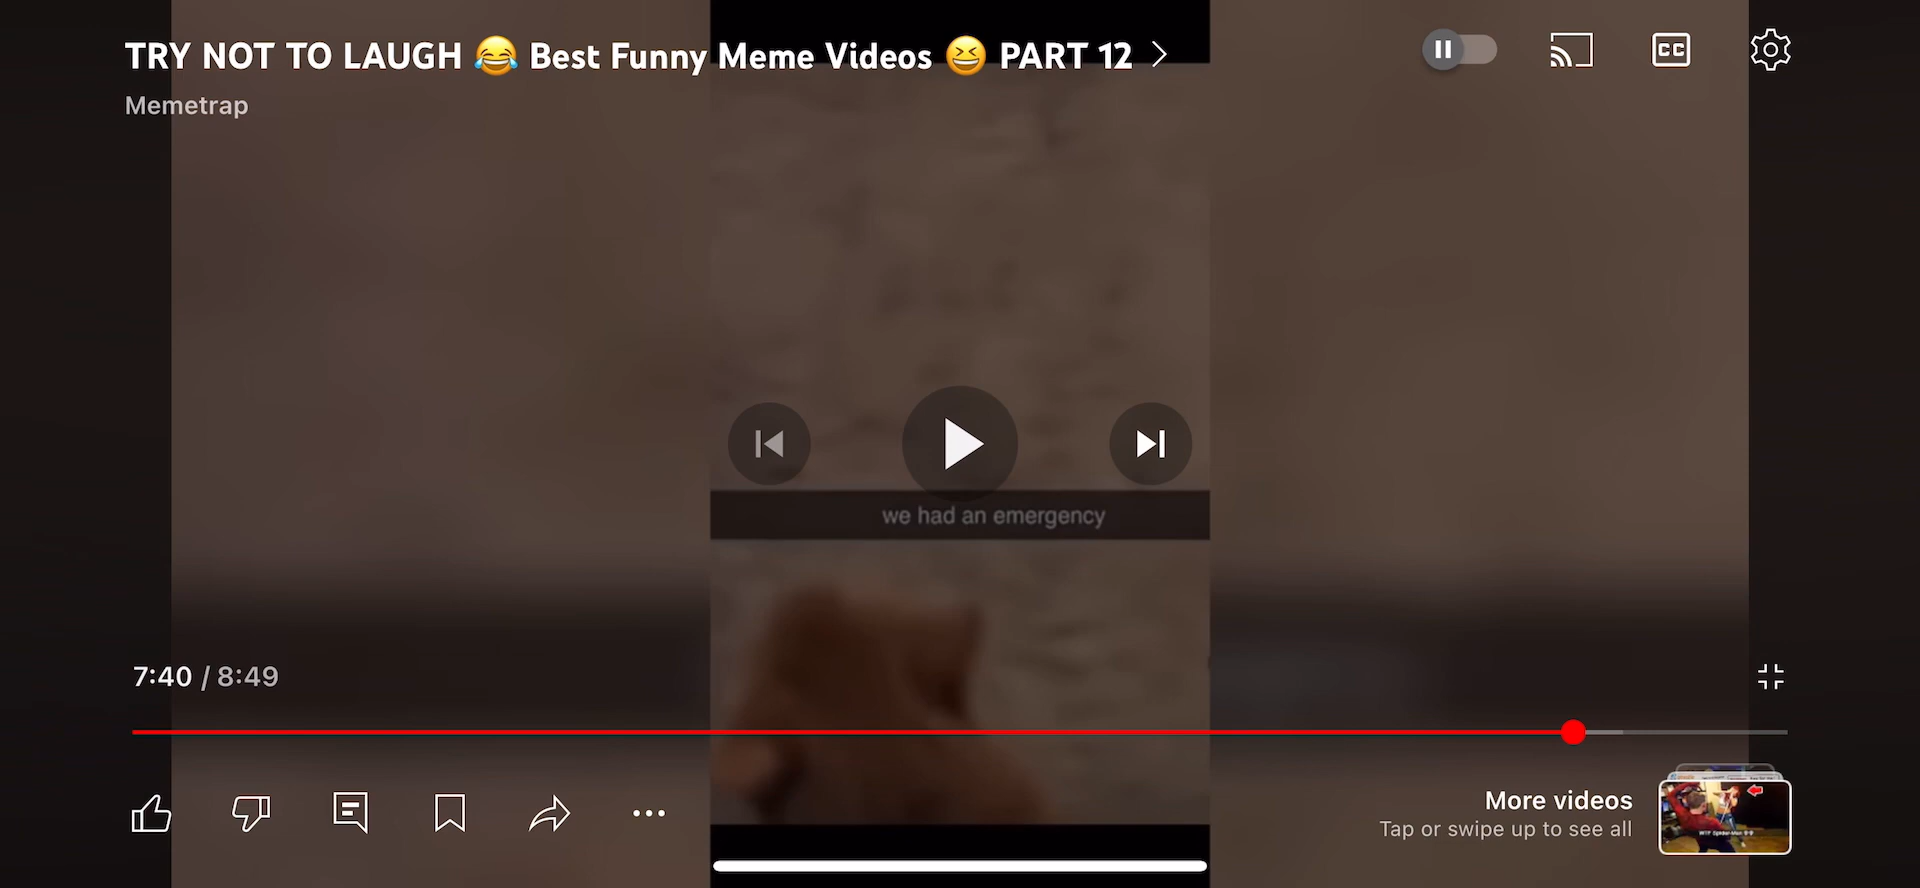 TRY NOT TO LAUGH 😂 Best Funny Meme Videos 😆 PART 12
Memetrap
CC
we had an emergency
7:40 / 8:49
More videos
Tap or swipe up to see all